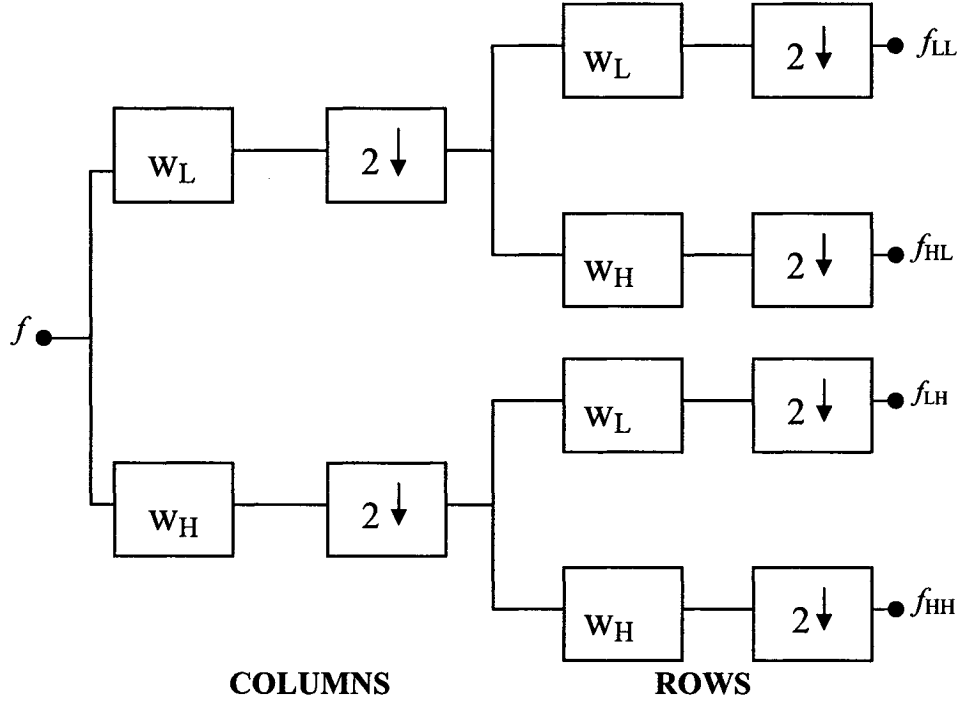 w_L 2 ↓ f_LL
w_L 2 ↓
w_H 2 ↓ f_HL
f
w_L 2 ↓ f_LH
w_H 2 ↓
w_H 2 ↓ f_HH
COLUMNS ROWS